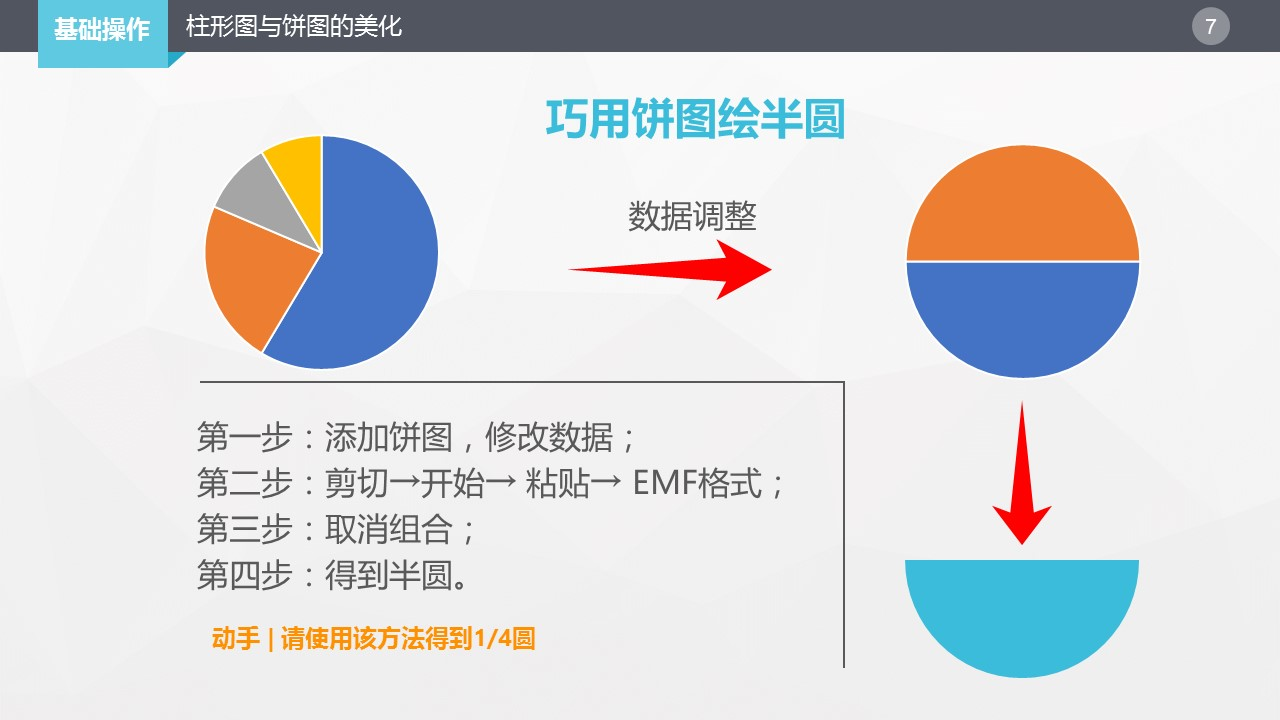 基础操作
柱形图与饼图的美化
7
巧用饼图绘半圆
数据调整
第一步：添加饼图，修改数据；
第二步：剪切→开始→ 粘贴→ EMF格式；
第三步：取消组合；
第四步：得到半圆。
动手 | 请使用该方法得到1/4圆